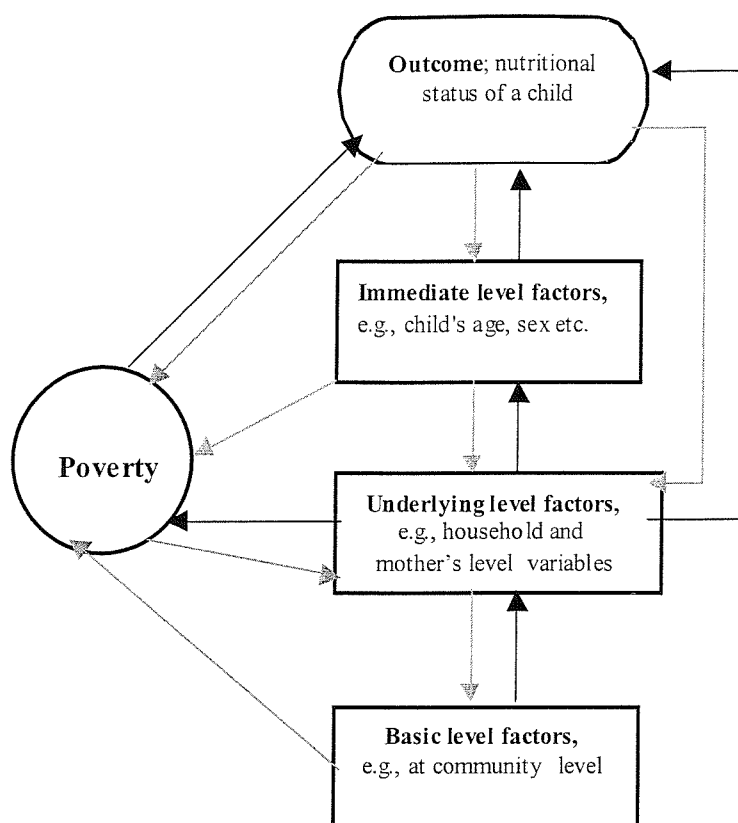 Outcome; nutritional
status of a child
Immediate level factors,
e.g., child's age, sex etc.
Poverty
Underlying level factors,
e.g., household and
mother's level variables
Basic level factors,
e.g., at community level